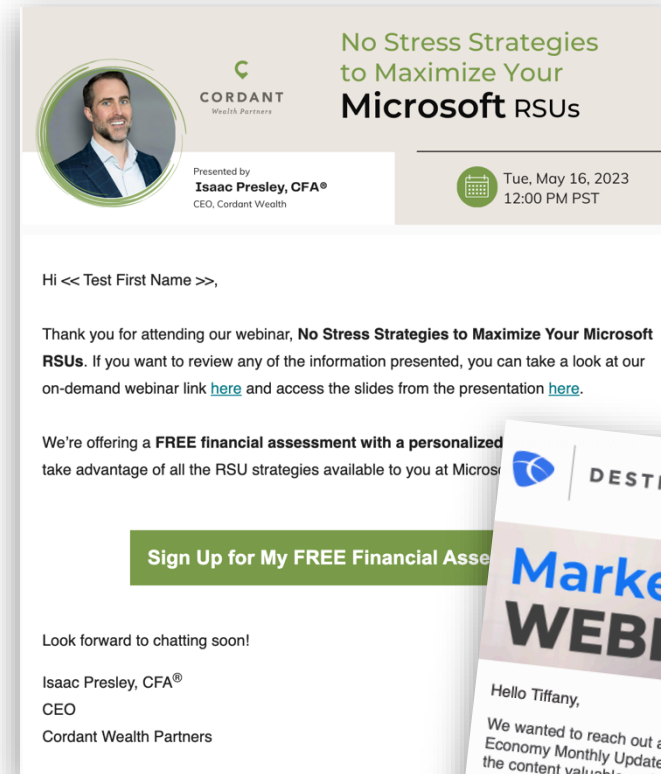 No Stress Strategies
to Maximize Your
Microsoft RSUs
CORDANT
Wealth Partners
Presented by
Isaac Presley, CFA®
CEO, Cordant Wealth
Tue, May 16, 2023
12:00 PM PST
Hi << Test First Name >>,
Thank you for attending our webinar, No Stress Strategies to Maximize Your Microsoft
RSUs. If you want to review any of the information presented, you can take a look at our
on-demand webinar link here and access the slides from the presentation here.
We're offering a FREE financial assessment with a personalized
take advantage of all the RSU strategies available to you at
Sign Up for My FREE Financial
Look forward to chatting soon!
Isaac Presley, CFA®
CEO
Cordant Wealth Partners
WEB
Hello Tiffany,
We wanted to reach out
Economy Monthly Update
the content